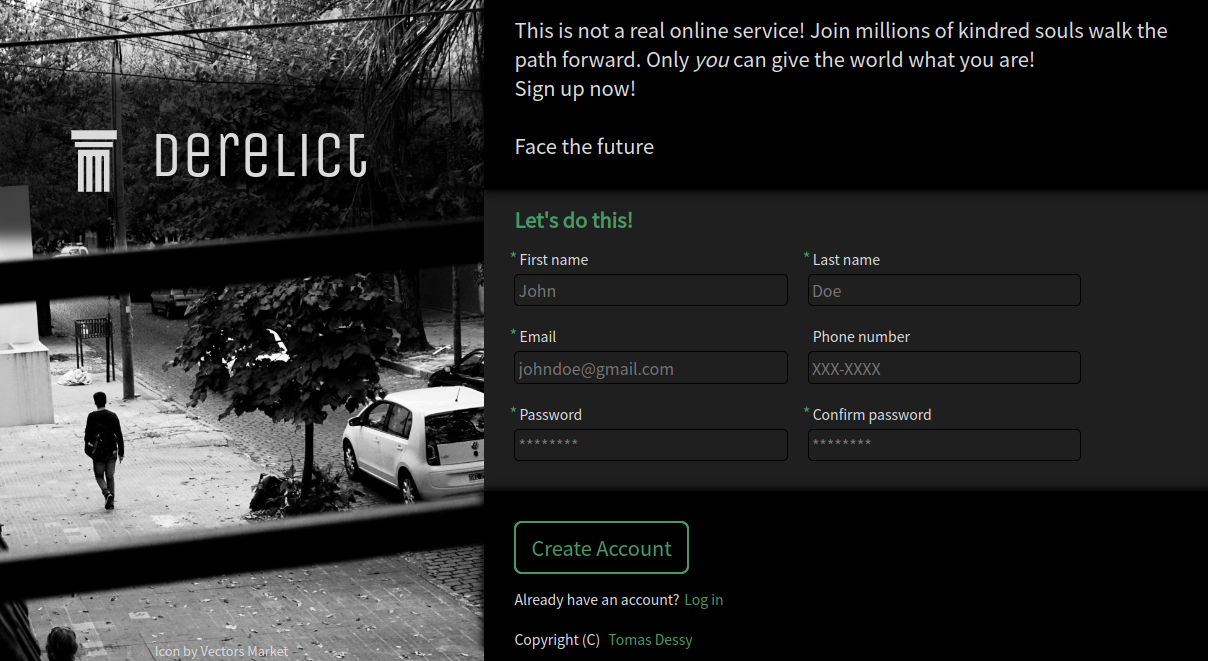 Derelict
Icon by Vectors Market
This is not a real online service! Join millions of kindred souls walk the
path forward. Only you can give the world what you are!
Sign up now!
Face the future
Let's do this!
* First name
* Last name
John
Doe
* Email
Phone number
johndoe@gmail.com
XXX-XXXX
* Password
* Confirm password
********
********
Create Account
Already have an account? Log in
Copyright (C) Tomas Dessy